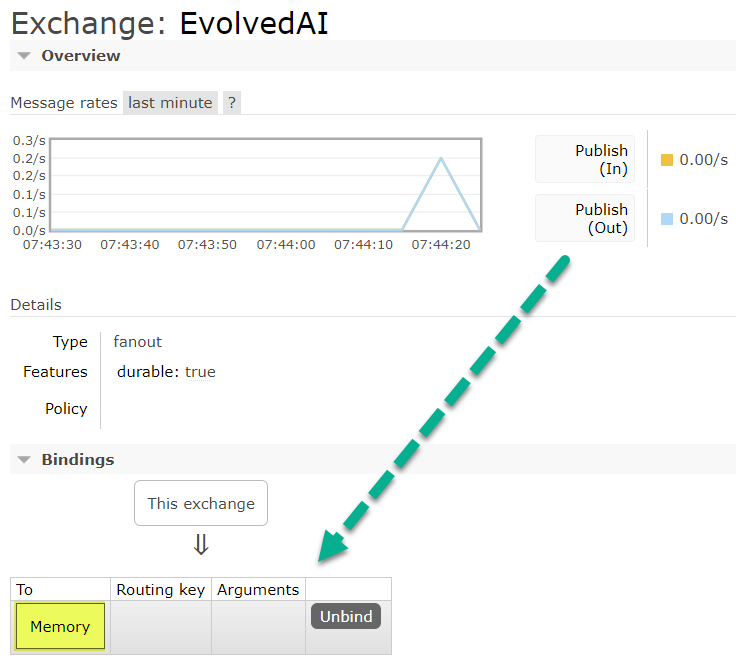 Exchange: EvolvedAI
Overview
Message rates last minute ?
0.3/s
0.2/s
0.2/s
0.1/s
0.1/s
0.0/s
07:43:30 07:43:40 07:43:50 07:44:00 07:44:10 07:44:20
Publish
(In)
0.00/s
Publish
(Out)
0.00/s
Details
Type fanout
Features durable: true
Policy
Bindings
This exchange
⇓
To Routing key Arguments
Memory Unbind